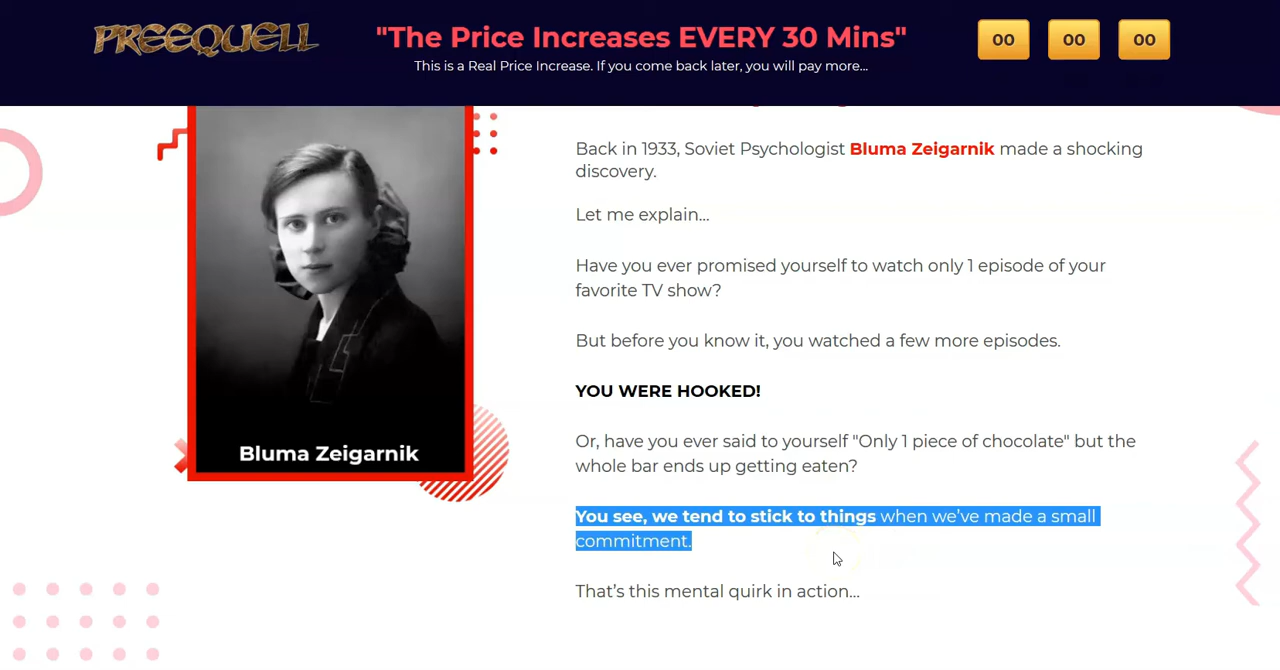 PREEQUELL
"The Price Increases EVERY 30 Mins"
This is a Real Price Increase. If you come back later, you will pay more...
00 00 00
Bluma Zeigarnik
Back in 1933, Soviet Psychologist Bluma Zeigarnik made a shocking
discovery.
Let me explain...
Have you ever promised yourself to watch only 1 episode of your
favorite TV show?
But before you know it, you watched a few more episodes.
YOU WERE HOOKED!
Or, have you ever said to yourself "Only 1 piece of chocolate" but the
whole bar ends up getting eaten?
You see, we tend to stick to things when we’ve made a small
commitment.
That’s this mental quirk in action...